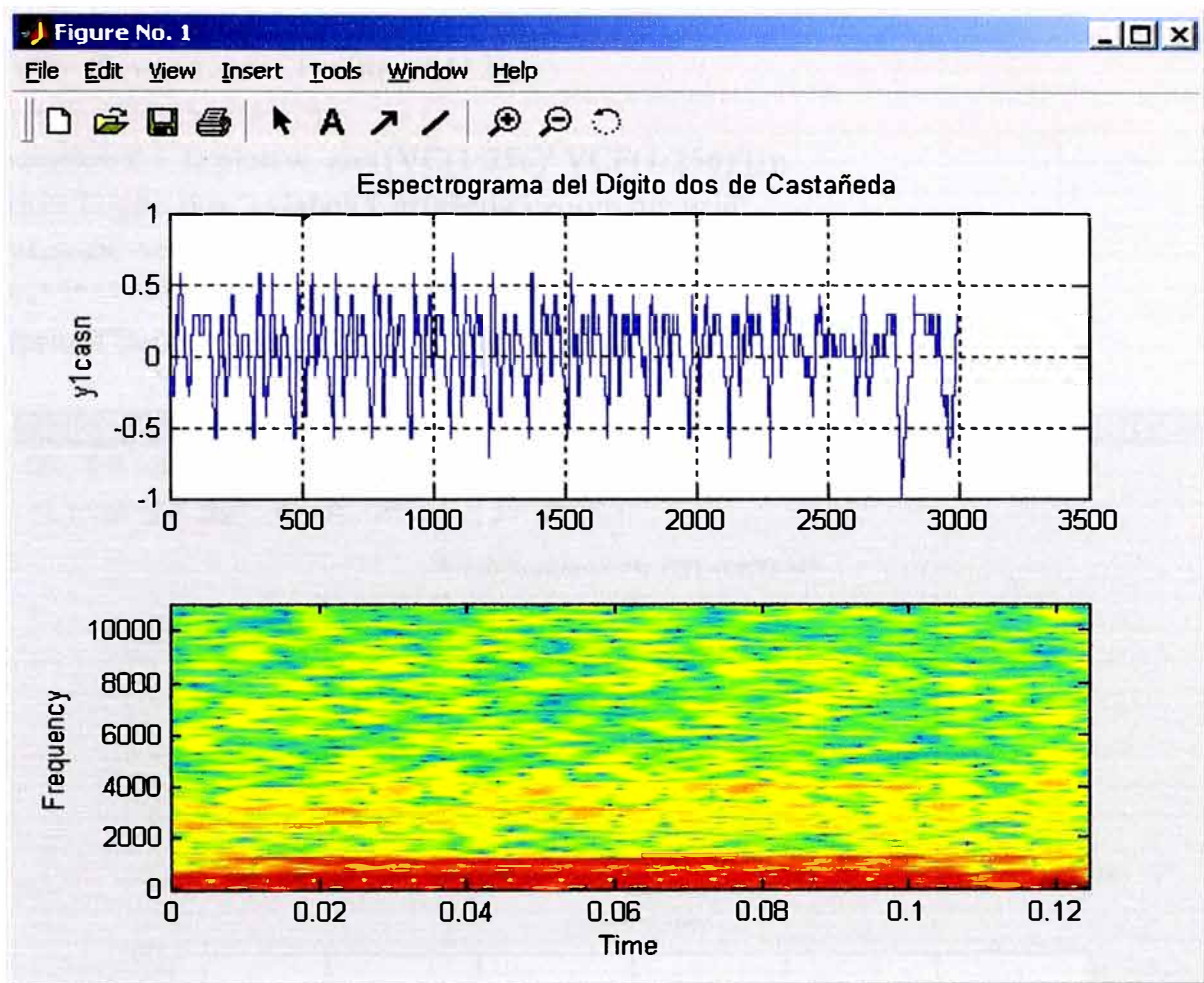 Figure No. 1
File Edit View Insert Tools Window Help
A
Espectrograma del Dígito dos de Castañeda
1
0.5
0
-0.5
-1
y1casn
0 500 1000 1500 2000 2500 3000 3500
10000
8000
6000
4000
2000
0
Frequency
0 0.02 0.04 0.06 0.08 0.1 0.12
Time